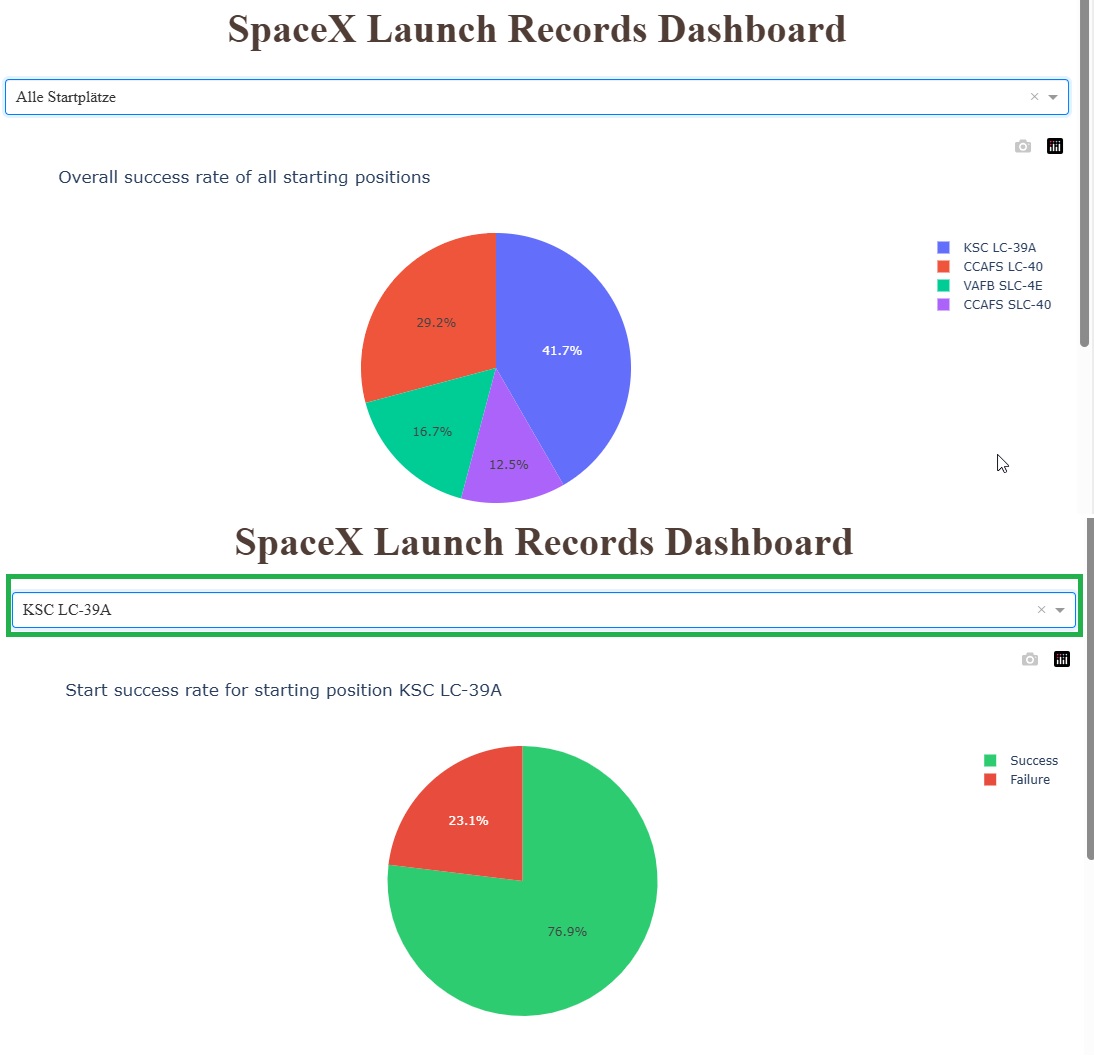 SpaceX Launch Records Dashboard
Alle Startplätze
Overall success rate of all starting positions
KSC LC-39A
CCAFS LC-40
VAFB SLC-4E
CCAFS SLC-40
29.2%
41.7%
16.7%
12.5%
SpaceX Launch Records Dashboard
KSC LC-39A
Start success rate for starting position KSC LC-39A
Success
Failure
23.1%
76.9%